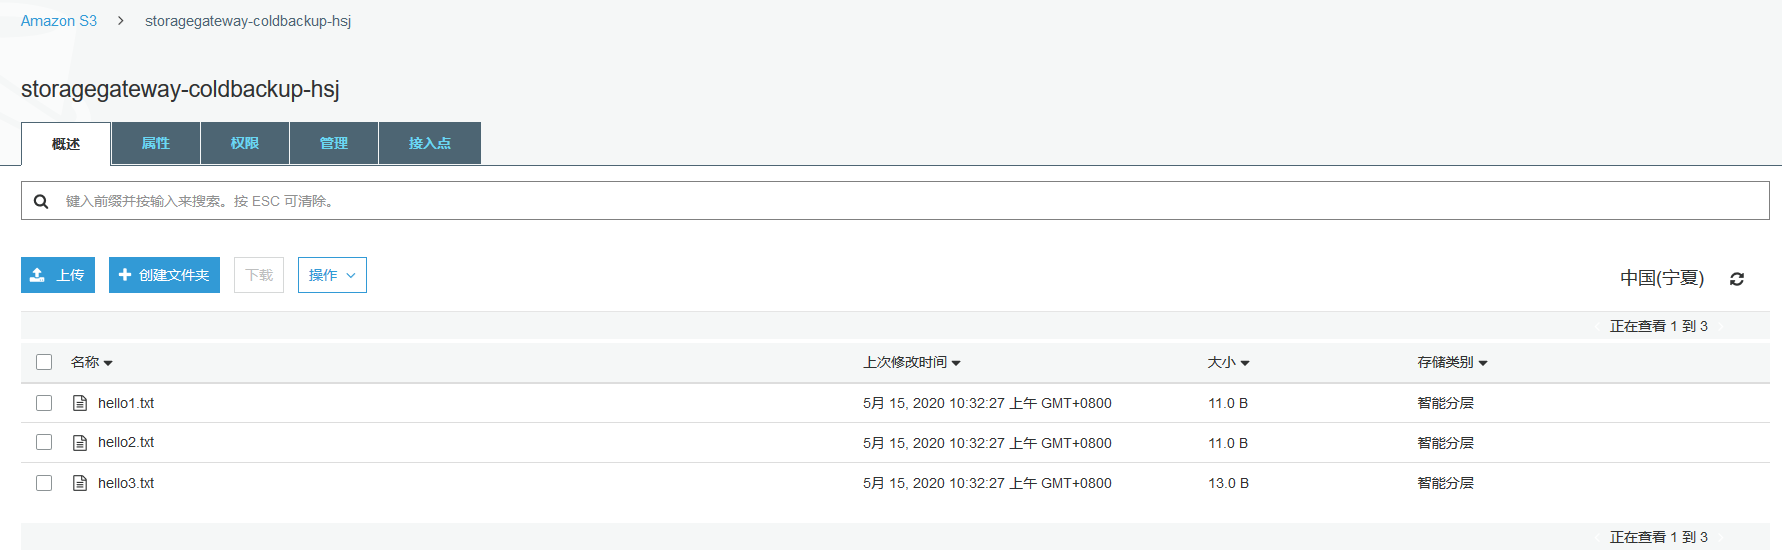 Amazon S3 > storagegateway-coldbackup-hsj
storagegateway-coldbackup-hsj
概述 属性 权限 管理 接入点
键入前缀并按输入来搜索。按 ESC 可清除。
上传 创建文件夹 下载 操作 中国(宁夏)
正在查看 1 到 3
名称 上次修改时间 大小 存储类别
hello1.txt 5月 15, 2020 10:32:27 上午 GMT+0800 11.0 B 智能分层
hello2.txt 5月 15, 2020 10:32:27 上午 GMT+0800 11.0 B 智能分层
hello3.txt 5月 15, 2020 10:32:27 上午 GMT+0800 13.0 B 智能分层
正在查看 1 到 3